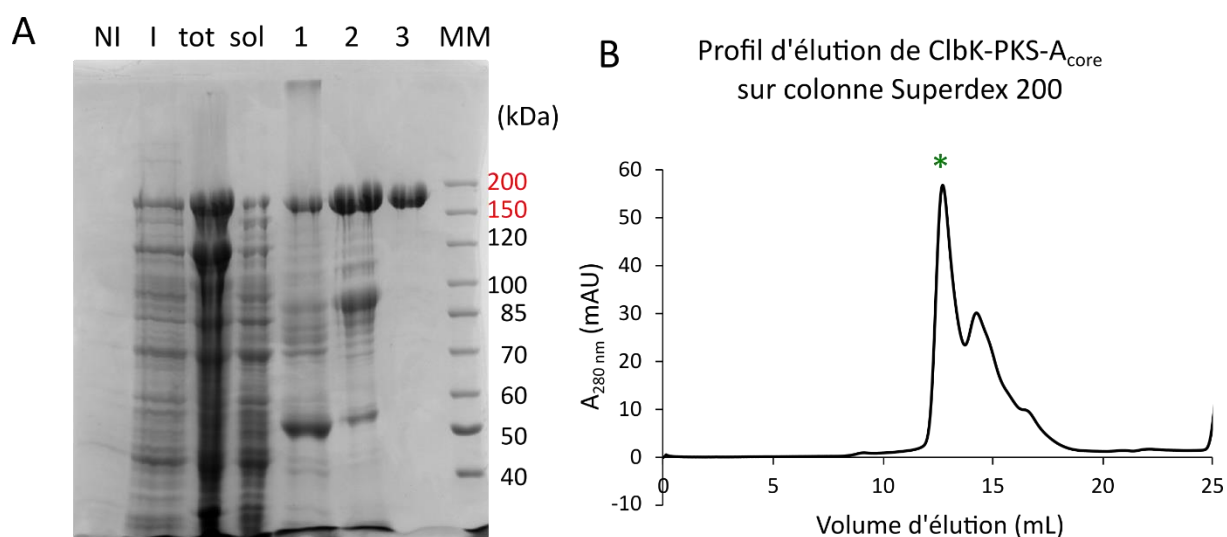 A
NI I tot sol 1 2 3 MM
(kDa)
200
150
120
100
85
70
60
50
40
B
Profil d'élution de ClbK-PKS-Acore
sur colonne Superdex 200
*
A280 nm (mAU)
60
50
40
30
20
10
0
-10
0 5 10 15 20 25
Volume d'élution (mL)